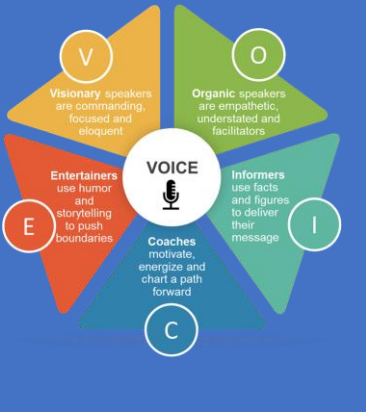 V
Visionary speakers
are commanding,
focused and
eloquent
O
Organic speakers
are empathetic,
understated and
facilitators
VOICE
Informers
use facts
and figures
to deliver
their
message
I
Coaches
motivate,
energize and
chart a path
forward
C
Entertainers
use humor
and
storytelling
to push
boundaries
E